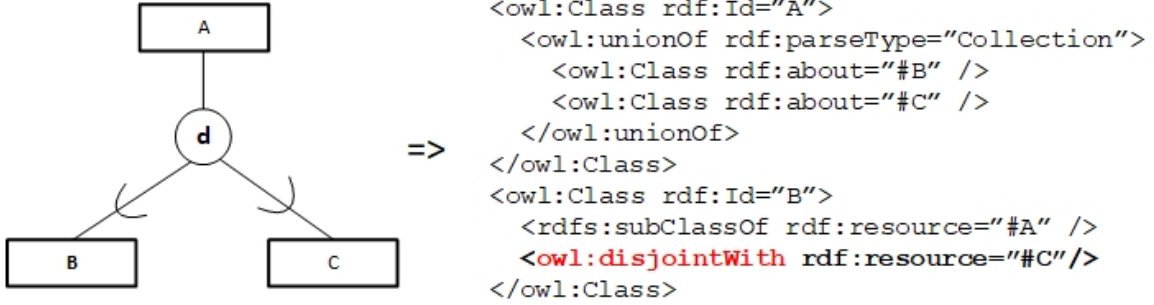 A
d
B
C
=>
<owl:Class rdf:Id=”A”>
<owl:unionOf rdf:parseType=”Collection”>
<owl:Class rdf:about=”#B” />
<owl:Class rdf:about=”#C” />
</owl:unionOf>
</owl:Class>
<owl:Class rdf:Id=”B”>
<rdfs:subClassOf rdf:resource=”#A” />
<owl:disjointWith rdf:resource=”#C”/>
</owl:Class>